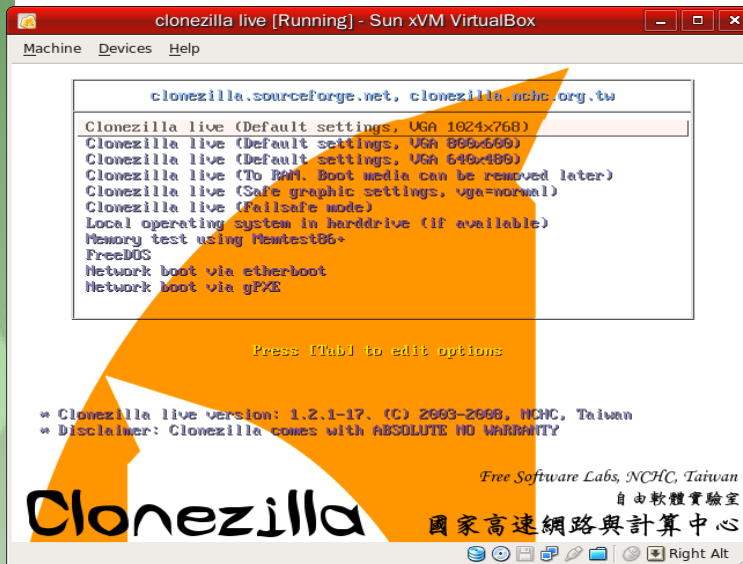 clonezilla live [Running] - Sun xVM VirtualBox
Machine Devices Help
clonezilla.sourceforge.net, clonezilla.nchc.org.tw
Clonezilla live (Default settings, VGA 1024x768)
Clonezilla live (Default settings, VGA 800x600)
Clonezilla live (Default settings, VGA 640x480)
Clonezilla live (To RAM. Boot media can be removed later)
Clonezilla live (Safe graphic settings, vga=normal)
Clonezilla live (Failsafe mode)
Local operating system in harddrive (if available)
Memory test using Memtest86+
FreeDOS
Network boot via etherboot
Network boot via gPXE
Press [Tab] to edit options
* Clonezilla live version: 1.2.1-17. (C) 2003-2008, NCHC, Taiwan
* Disclaimer: Clonezilla comes with ABSOLUTE NO WARRANTY
Free Software Labs, NCHC, Taiwan
自由軟體實驗室
Clonezilla
國家高速網路與計算中心
Right Alt